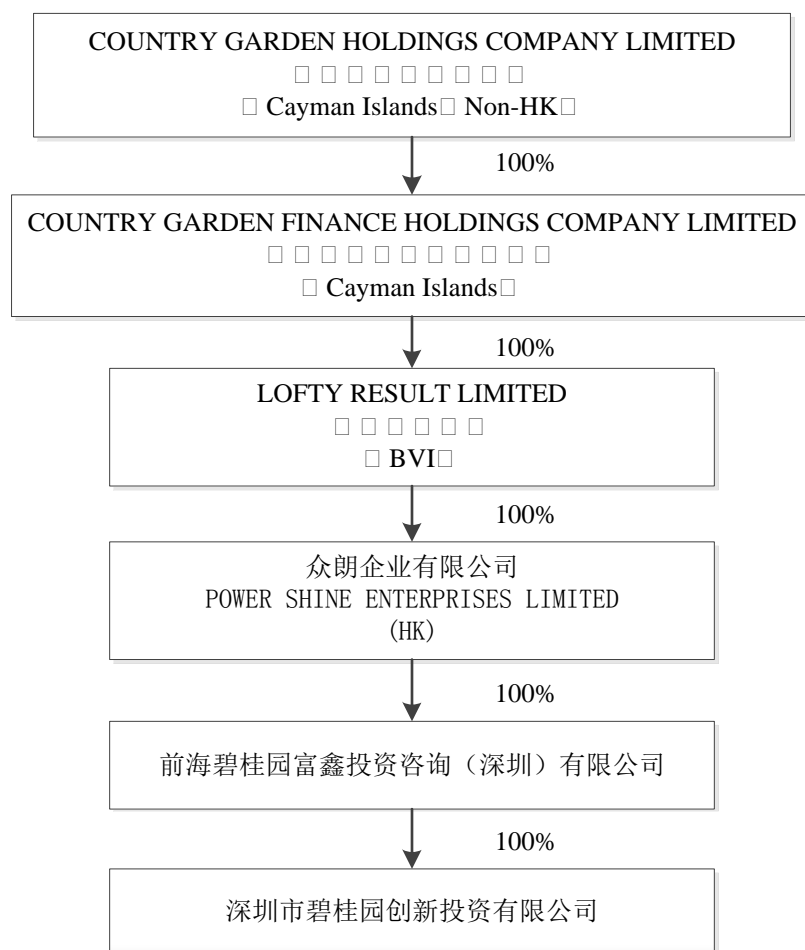 COUNTRY GARDEN HOLDINGS COMPANY LIMITED
Cayman Islands Non-HK
100%
COUNTRY GARDEN FINANCE HOLDINGS COMPANY LIMITED
Cayman Islands
100%
LOFTY RESULT LIMITED
BVI
100%
众朗企业有限公司
POWER SHINE ENTERPRISES LIMITED
(HK)
100%
前海碧桂园富鑫投资咨询（深圳）有限公司
100%
深圳市碧桂园创新投资有限公司